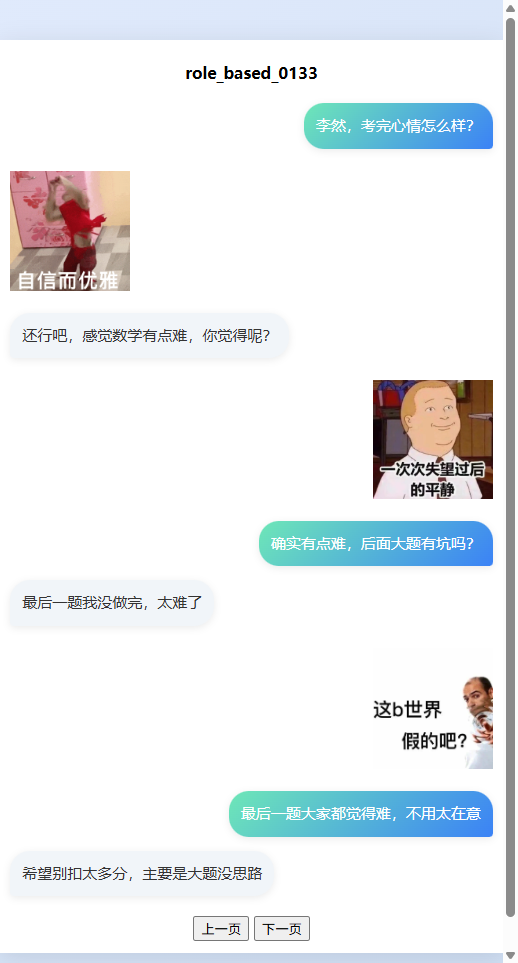 role_based_0133
李然，考完心情怎么样？
自信而优雅
还行吧，感觉数学有点难，你觉得呢？
一次次失望过后
的平静
确实有点难，后面大题有坑吗？
最后一题我没做完，太难了
这b世界
假的吧？
最后一题大家都觉得难，不用太在意
希望别扣太多分，主要是大题没思路
上一页 下一页